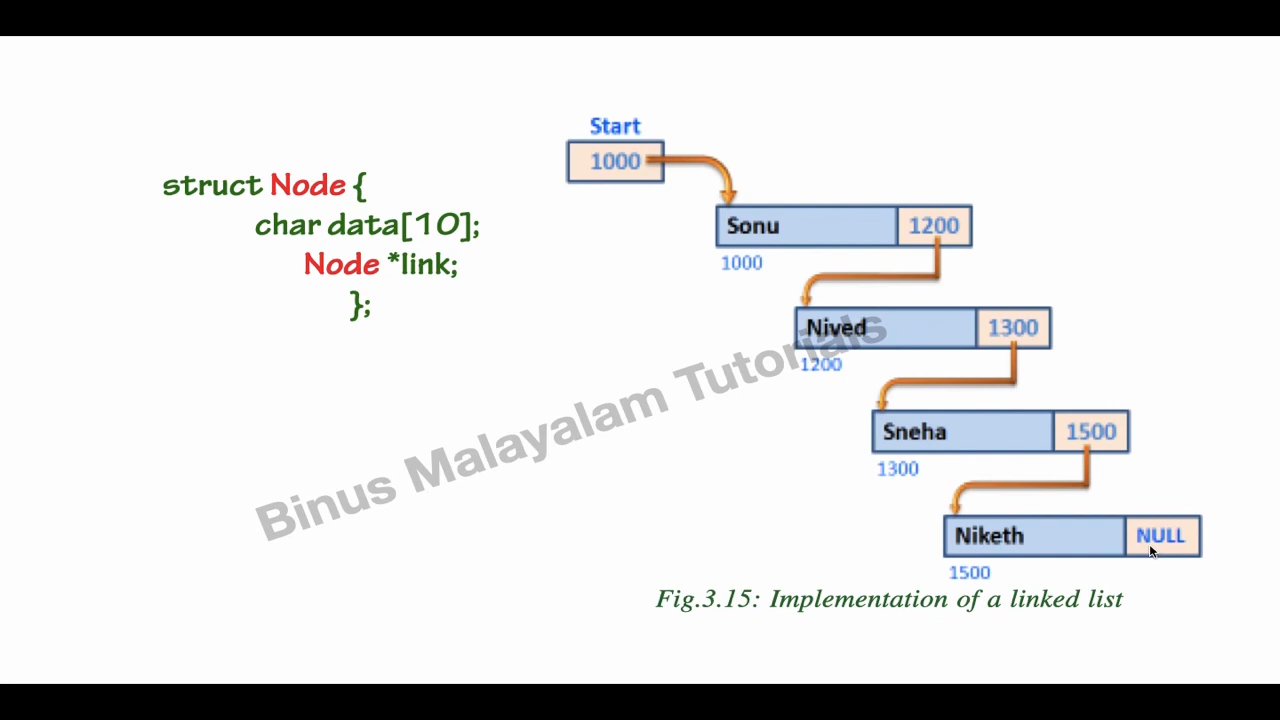 struct Node {
char data[10];
Node *link;
};
Start
1000
Sonu 1200
1000
Nived 1300
1200
Sneha 1500
1300
Niketh NULL
1500
Fig.3.15: Implementation of a linked list
Binus Malayalam Tutorials